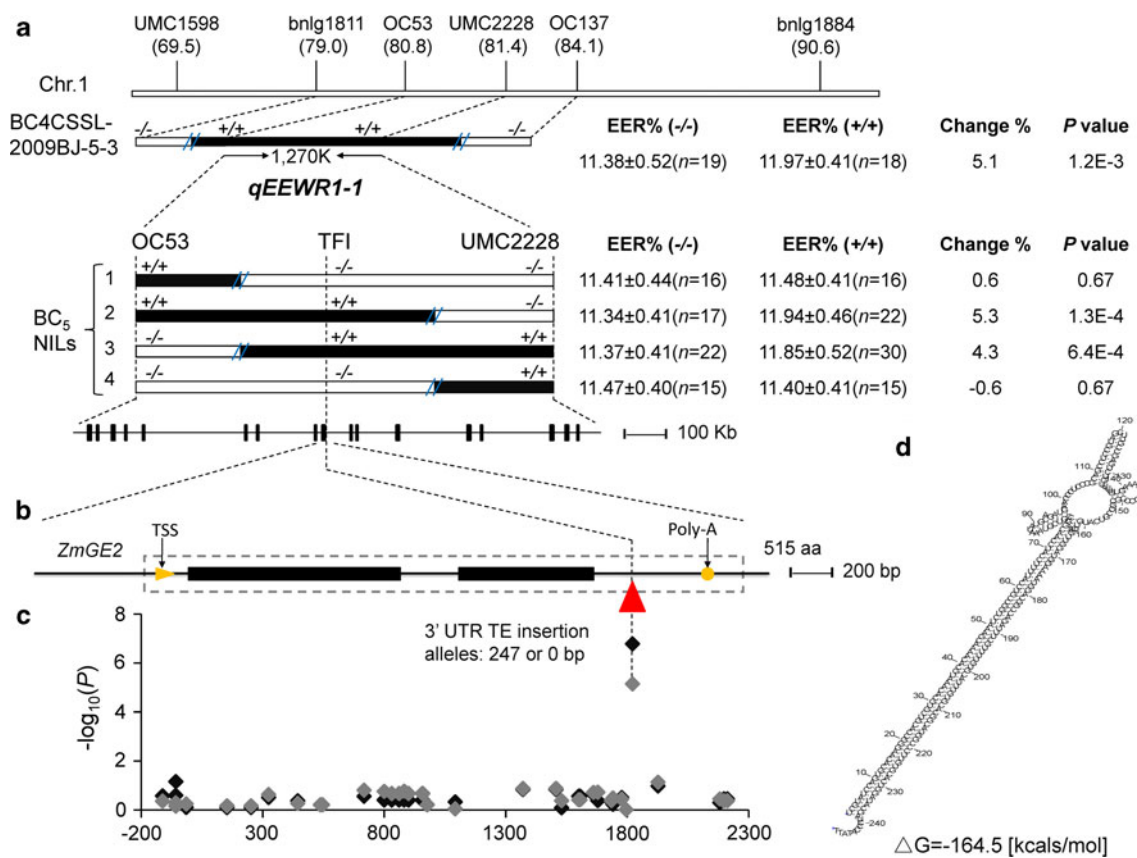 a
UMC1598 bnlg1811 OC53 UMC2228 OC137 bnlg1884
(69.5) (79.0) (80.8) (81.4) (84.1) (90.6)
Chr.1
BC4CSSL-
2009BJ-5-3
-/- +/+ +/+ -/-
1,270K
qEEWR1-1
EER% (-/-) EER% (+/+) Change % P value
11.38±0.52(n=19) 11.97±0.41(n=18) 5.1 1.2E-3
OC53 TFI UMC2228
EER% (-/-) EER% (+/+) Change % P value
BC5
NILs
1 +/+ -/- -/- 11.41±0.44(n=16) 11.48±0.41(n=16) 0.6 0.67
2 +/+ +/+ -/- 11.34±0.41(n=17) 11.94±0.46(n=22) 5.3 1.3E-4
3 -/- +/+ +/+ 11.37±0.41(n=22) 11.85±0.52(n=30) 4.3 6.4E-4
4 -/- -/- +/+ 11.47±0.40(n=15) 11.40±0.41(n=15) -0.6 0.67
100 Kb
b
ZmGE2
TSS
Poly-A
515 aa
200 bp
c
3' UTR TE insertion
alleles: 247 or 0 bp
-log10(P)
8
6
4
2
0
-200 300 800 1300 1800 2300
d
120
110
130
100
150
90
160
70
170
60
180
50
190
40
200
30
210
20
220
10
230
240
△G=-164.5 [kcals/mol]